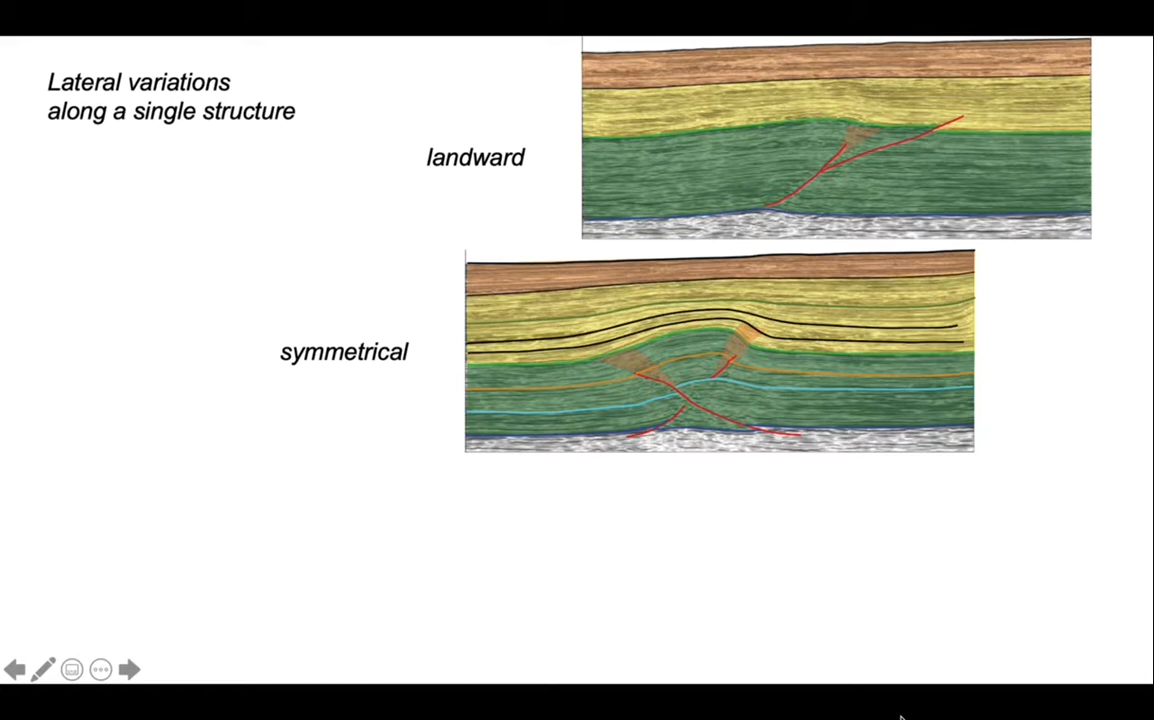 Lateral variations
along a single structure
landward
symmetrical